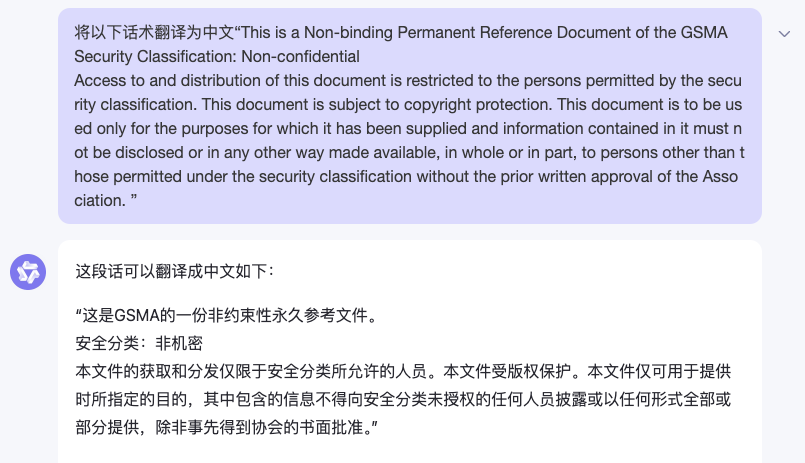 将以下话术翻译为中文“This is a Non-binding Permanent Reference Document of the GSMA
Security Classification: Non-confidential
Access to and distribution of this document is restricted to the persons permitted by the secu
rity classification. This document is subject to copyright protection. This document is to be us
ed only for the purposes for which it has been supplied and information contained in it must n
ot be disclosed or in any other way made available, in whole or in part, to persons other than t
hose permitted under the security classification without the prior written approval of the Asso
ciation. ”
这段话可以翻译成中文如下：
“这是GSMA的一份非约束性永久参考文件。
安全分类：非机密
本文件的获取和分发仅限于安全分类所允许的人员。本文件受版权保护。本文件仅可用于提供
时所指定的目的，其中包含的信息不得向安全分类未授权的任何人员披露或以任何形式全部或
部分提供，除非事先得到协会的书面批准。”